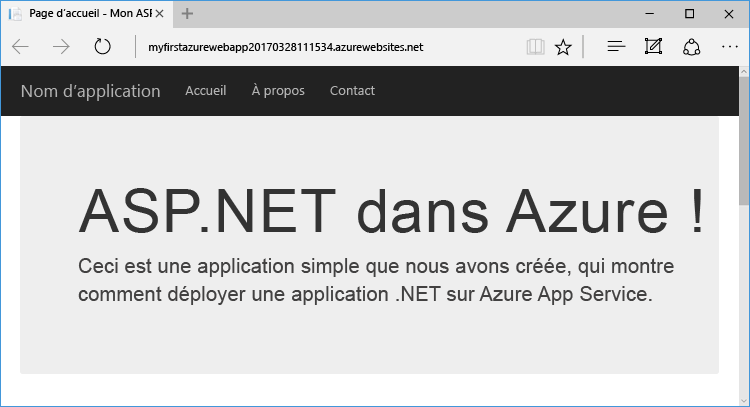 Page d’accueil - Mon ASP
myfirstazurewebapp20170328111534.azurewebsites.net
Nom d’application Accueil À propos Contact
ASP.NET dans Azure !
Ceci est une application simple que nous avons créée, qui montre
comment déployer une application .NET sur Azure App Service.